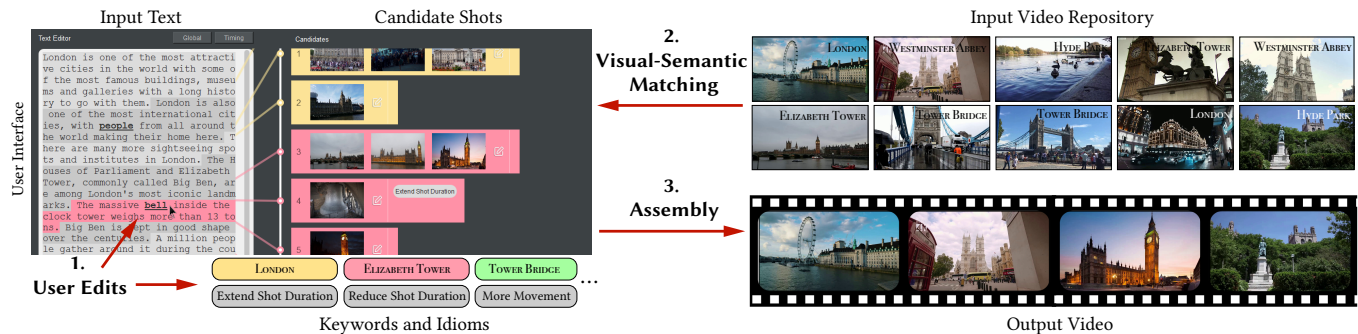 Input Text
Candidate Shots
Input Video Repository
User Interface
Text Editor
Global
Timing
Candidates
London is one of the most attracti
ve cities in the world with some o
f the most famous buildings, museu
ms and galleries with a long histo
ry to go with them. London is also
one of the most international cit
ies, with people from all around t
he world making their home here. T
here are many more sightseeing spo
ts and institutes in London. The H
ouses of Parliament and Elizabeth
Tower, commonly called Big Ben, ar
e among London's most iconic landm
arks. The massive bell inside the
clock tower weighs more than 13 to
ns. Big Ben is kept in good shape
over the centuries. A million peop
le gather around it during the cou
1
2
3
4
Extend Shot Duration
5
2.
Visual-Semantic
Matching
3.
Assembly
London
Westminster Abbey
Hyde Park
Elizabeth Tower
Westminster Abbey
Elizabeth Tower
Tower Bridge
Tower Bridge
London
Hyde Park
1.
User Edits
London
Elizabeth Tower
Tower Bridge
Extend Shot Duration
Reduce Shot Duration
More Movement
...
Keywords and Idioms
Output Video